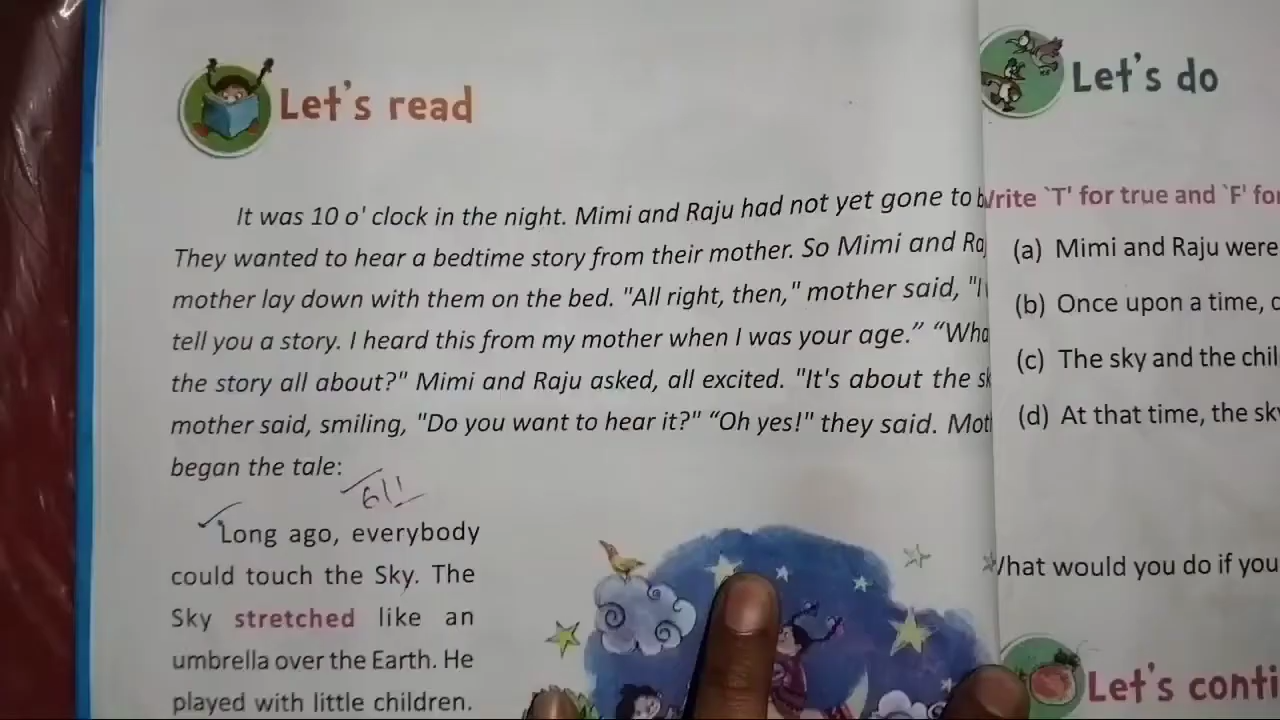 Let's read
It was 10 o' clock in the night. Mimi and Raju had not yet gone to
They wanted to hear a bedtime story from their mother. So Mimi and
mother lay down with them on the bed. "All right, then," mother said,
tell you a story. I heard this from my mother when I was your age.”
the story all about?" Mimi and Raju asked, all excited. "It's about the
mother said, smiling, "Do you want to hear it?" “Oh yes!" they said.
began the tale:
Long ago, everybody
could touch the Sky. The
Sky stretched like an
umbrella over the Earth. He
played with little children.
Let's do
`T' for true and `F'
(a) Mimi and Raju were
(b) Once upon a time,
(c) The sky and the
(d) At that time, the
would you do if you
Let's